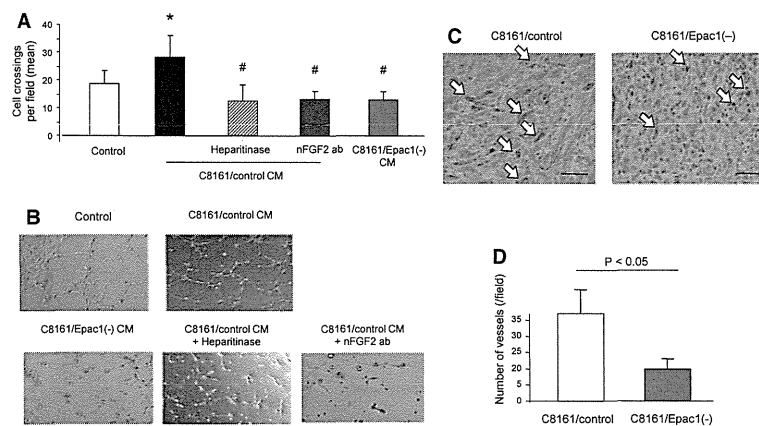 A
Cell crossings
per field (mean)
40
30
20
10
0
*
#
#
#
Control
Heparitinase
nFGF2 ab
C8161/Epac1(-)
CM
C8161/control CM
B
Control
C8161/control CM
C8161/Epac1(-) CM
C8161/control CM
+ Heparitinase
C8161/control CM
+ nFGF2 ab
C
C8161/control
C8161/Epac1(–)
D
P < 0.05
Number of vessels (/field)
35
30
20
10
5
0
C8161/control
C8161/Epac1(-)